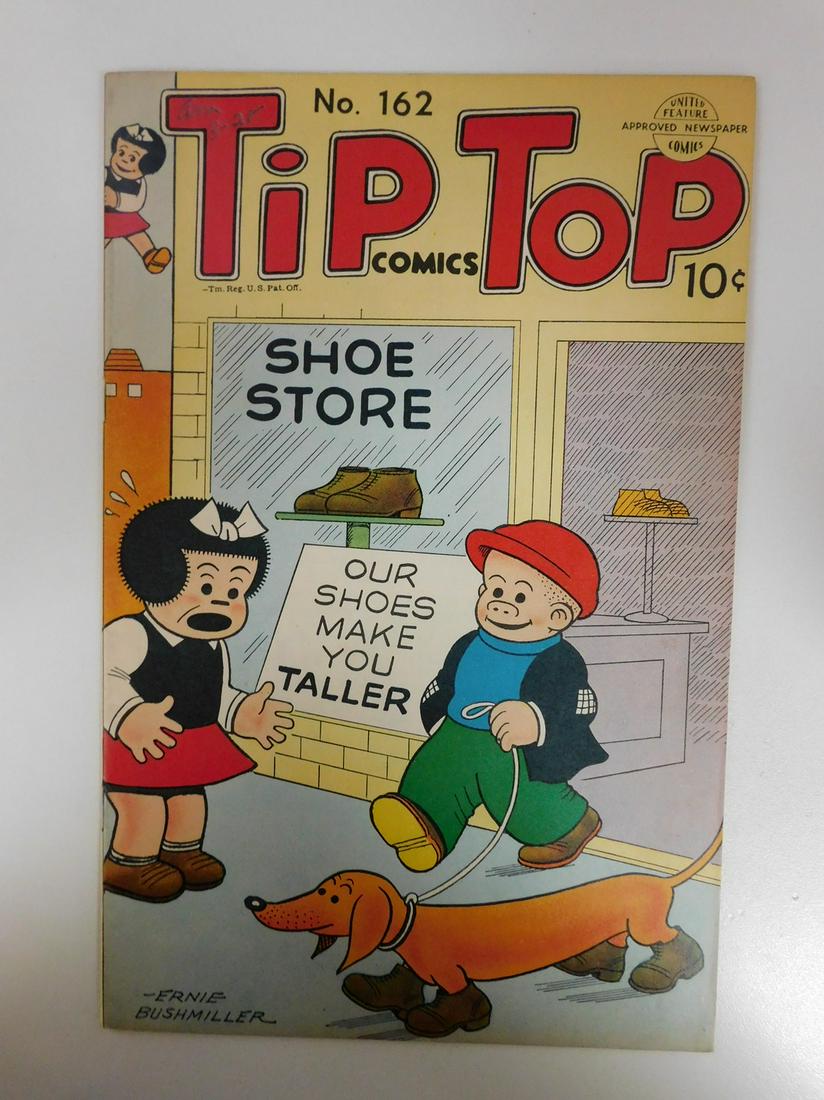 No. 162
UNITED
FEATURE
APPROVED NEWSPAPER
COMICS
TiP COMICS ToP
10¢
—Tm. Reg. U. S. Pat. Off.
SHOE
STORE
OUR
SHOES
MAKE
YOU
TALLER
—ERNIE
BUSHMILLER